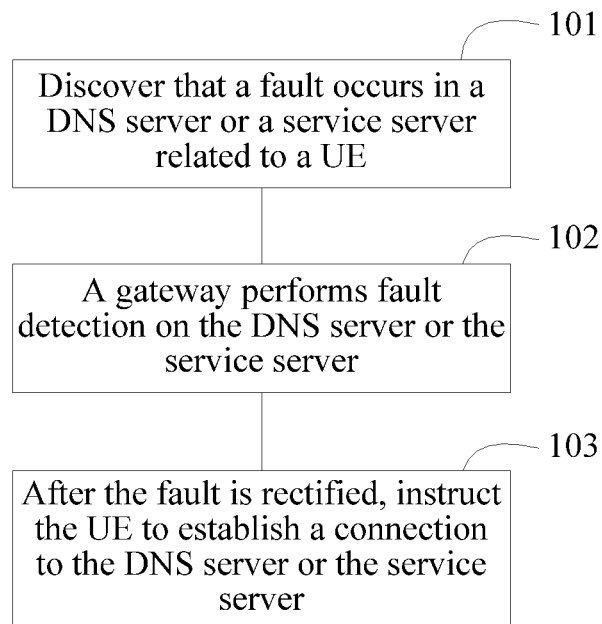 101
Discover that a fault occurs in a
DNS server or a service server
related to a UE
102
A gateway performs fault
detection on the DNS server or the
service server
103
After the fault is rectified, instruct
the UE to establish a connection
to the DNS server or the service
server